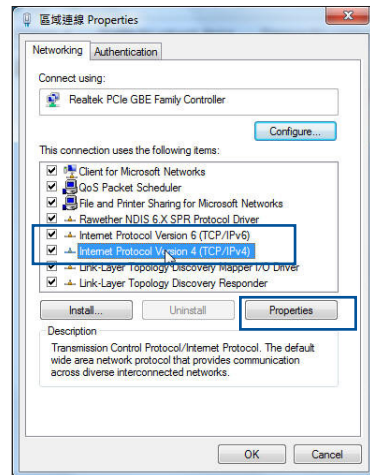 區域連線 Properties
Networking
Authentication
Connect using:
Realtek PCIe GBE Family Controller
Configure...
This connection uses the following items:
Client for Microsoft Networks
QoS Packet Scheduler
File and Printer Sharing for Microsoft Networks
Rawether NDIS 6.X SPR Protocol Driver
Internet Protocol Version 6 (TCP/IPv6)
Internet Protocol Version 4 (TCP/IPv4)
Link-Layer Topology Discovery Mapper I/O Driver
Link-Layer Topology Discovery Responder
Install...
Uninstall
Properties
Description
Transmission Control Protocol/Internet Protocol. The default
wide area network protocol that provides communication
across diverse interconnected networks.
OK
Cancel